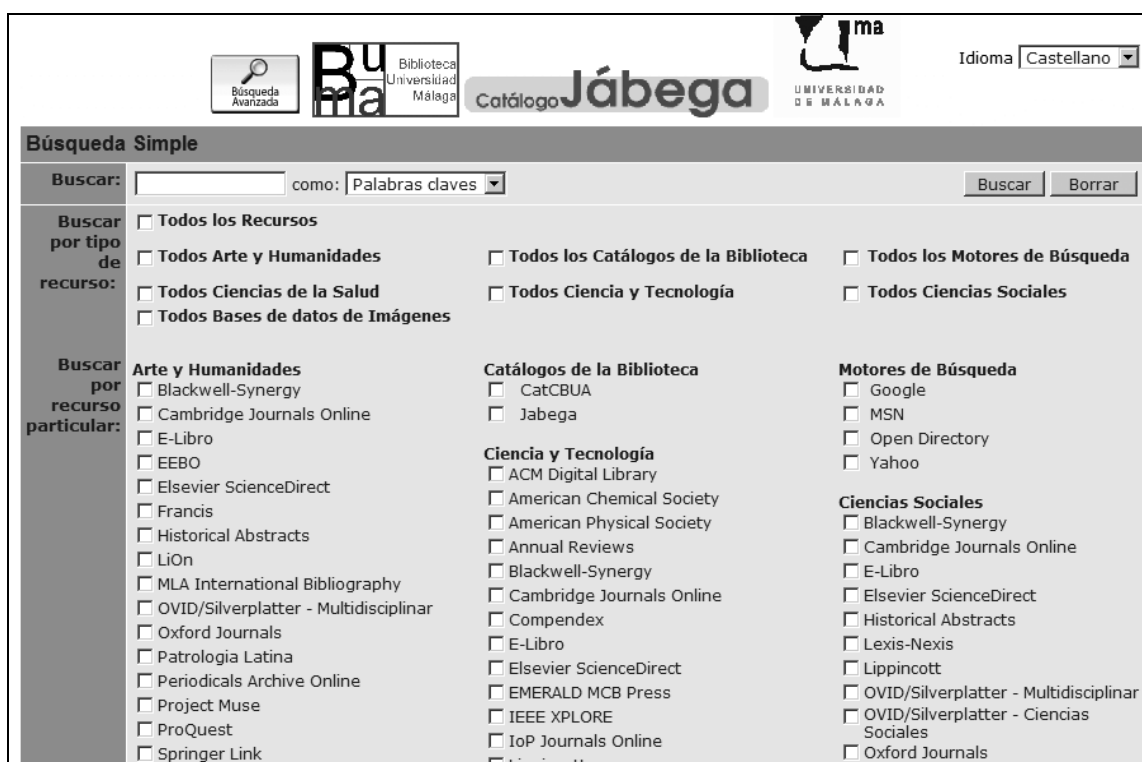 Búsqueda
Avanzada
Bu
ma
Biblioteca
Universidad
Málaga
Catálogo Jábega
uma
UNIVERSIDAD
DE MÁLAGA
Idioma Castellano
Búsqueda Simple
Buscar: como: Palabras claves Buscar Borrar
Buscar por tipo de recurso:
Todos los Recursos
Todos Arte y Humanidades
Todos los Catálogos de la Biblioteca
Todos los Motores de Búsqueda
Todos Ciencias de la Salud
Todos Ciencia y Tecnología
Todos Ciencias Sociales
Todos Bases de datos de Imágenes
Buscar por recurso particular:
Arte y Humanidades
Blackwell-Synergy
Cambridge Journals Online
E-Libro
EEBO
Elsevier ScienceDirect
Francis
Historical Abstracts
LiOn
MLA International Bibliography
OVID/Silverplatter - Multidisciplinar
Oxford Journals
Patrologia Latina
Periodicals Archive Online
Project Muse
ProQuest
Springer Link
Catálogos de la Biblioteca
CatCBUA
Jabega
Ciencia y Tecnología
ACM Digital Library
American Chemical Society
American Physical Society
Annual Reviews
Blackwell-Synergy
Cambridge Journals Online
Compendex
E-Libro
Elsevier ScienceDirect
EMERALD MCB Press
IEEE XPLORE
IoP Journals Online
Motores de Búsqueda
Google
MSN
Open Directory
Yahoo
Ciencias Sociales
Blackwell-Synergy
Cambridge Journals Online
E-Libro
Elsevier ScienceDirect
Historical Abstracts
Lexis-Nexis
Lippincott
OVID/Silverplatter - Multidisciplinar
OVID/Silverplatter - Ciencias
Sociales
Oxford Journals